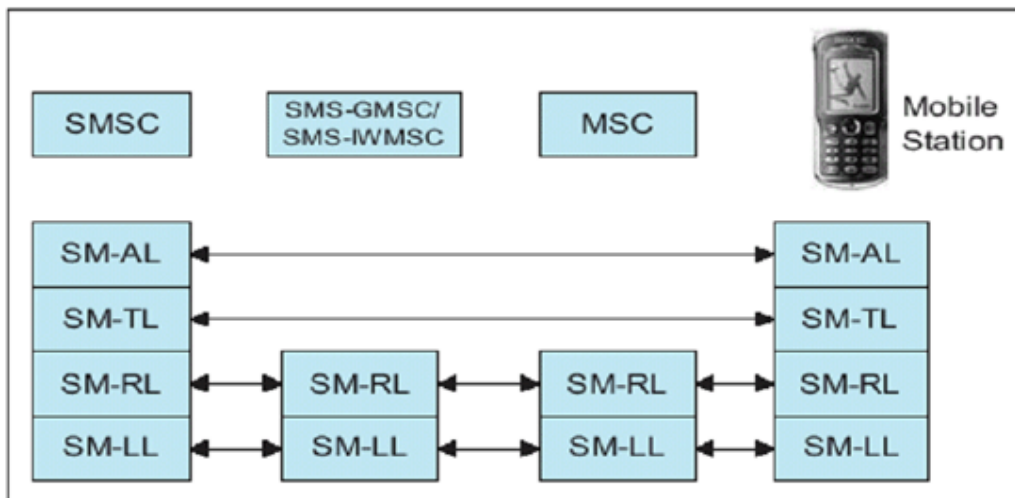 SMSC
SMS-GMSC/
SMS-IWMSC
MSC
Mobile
Station
SM-AL
SM-AL
SM-TL
SM-TL
SM-RL
SM-RL
SM-RL
SM-RL
SM-LL
SM-LL
SM-LL
SM-LL